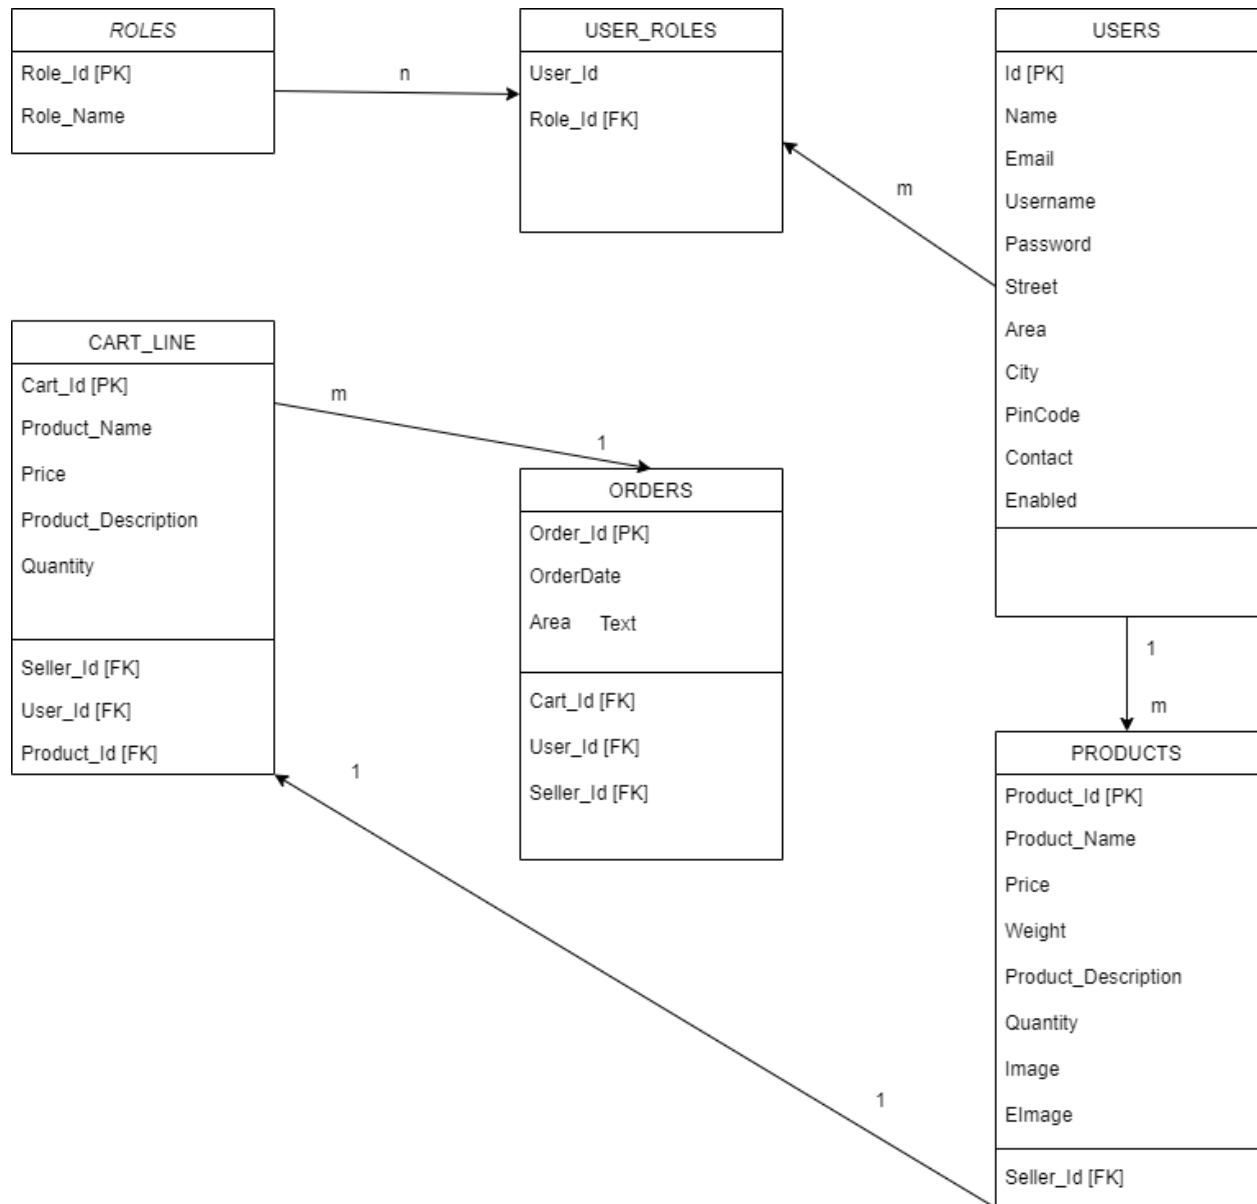 ROLES
Role_Id [PK]
Role_Name
n
USER_ROLES
User_Id
Role_Id [FK]
m
USERS
Id [PK]
Name
Email
Username
Password
Street
Area
City
PinCode
Contact
Enabled
CART_LINE
Cart_Id [PK]
Product_Name
Price
Product_Description
Quantity
Seller_Id [FK]
User_Id [FK]
Product_Id [FK]
m
1
ORDERS
Order_Id [PK]
OrderDate
Area Text
Cart_Id [FK]
User_Id [FK]
Seller_Id [FK]
1
m
PRODUCTS
Product_Id [PK]
Product_Name
Price
Weight
Product_Description
Quantity
Image
EImage
Seller_Id [FK]
1
1